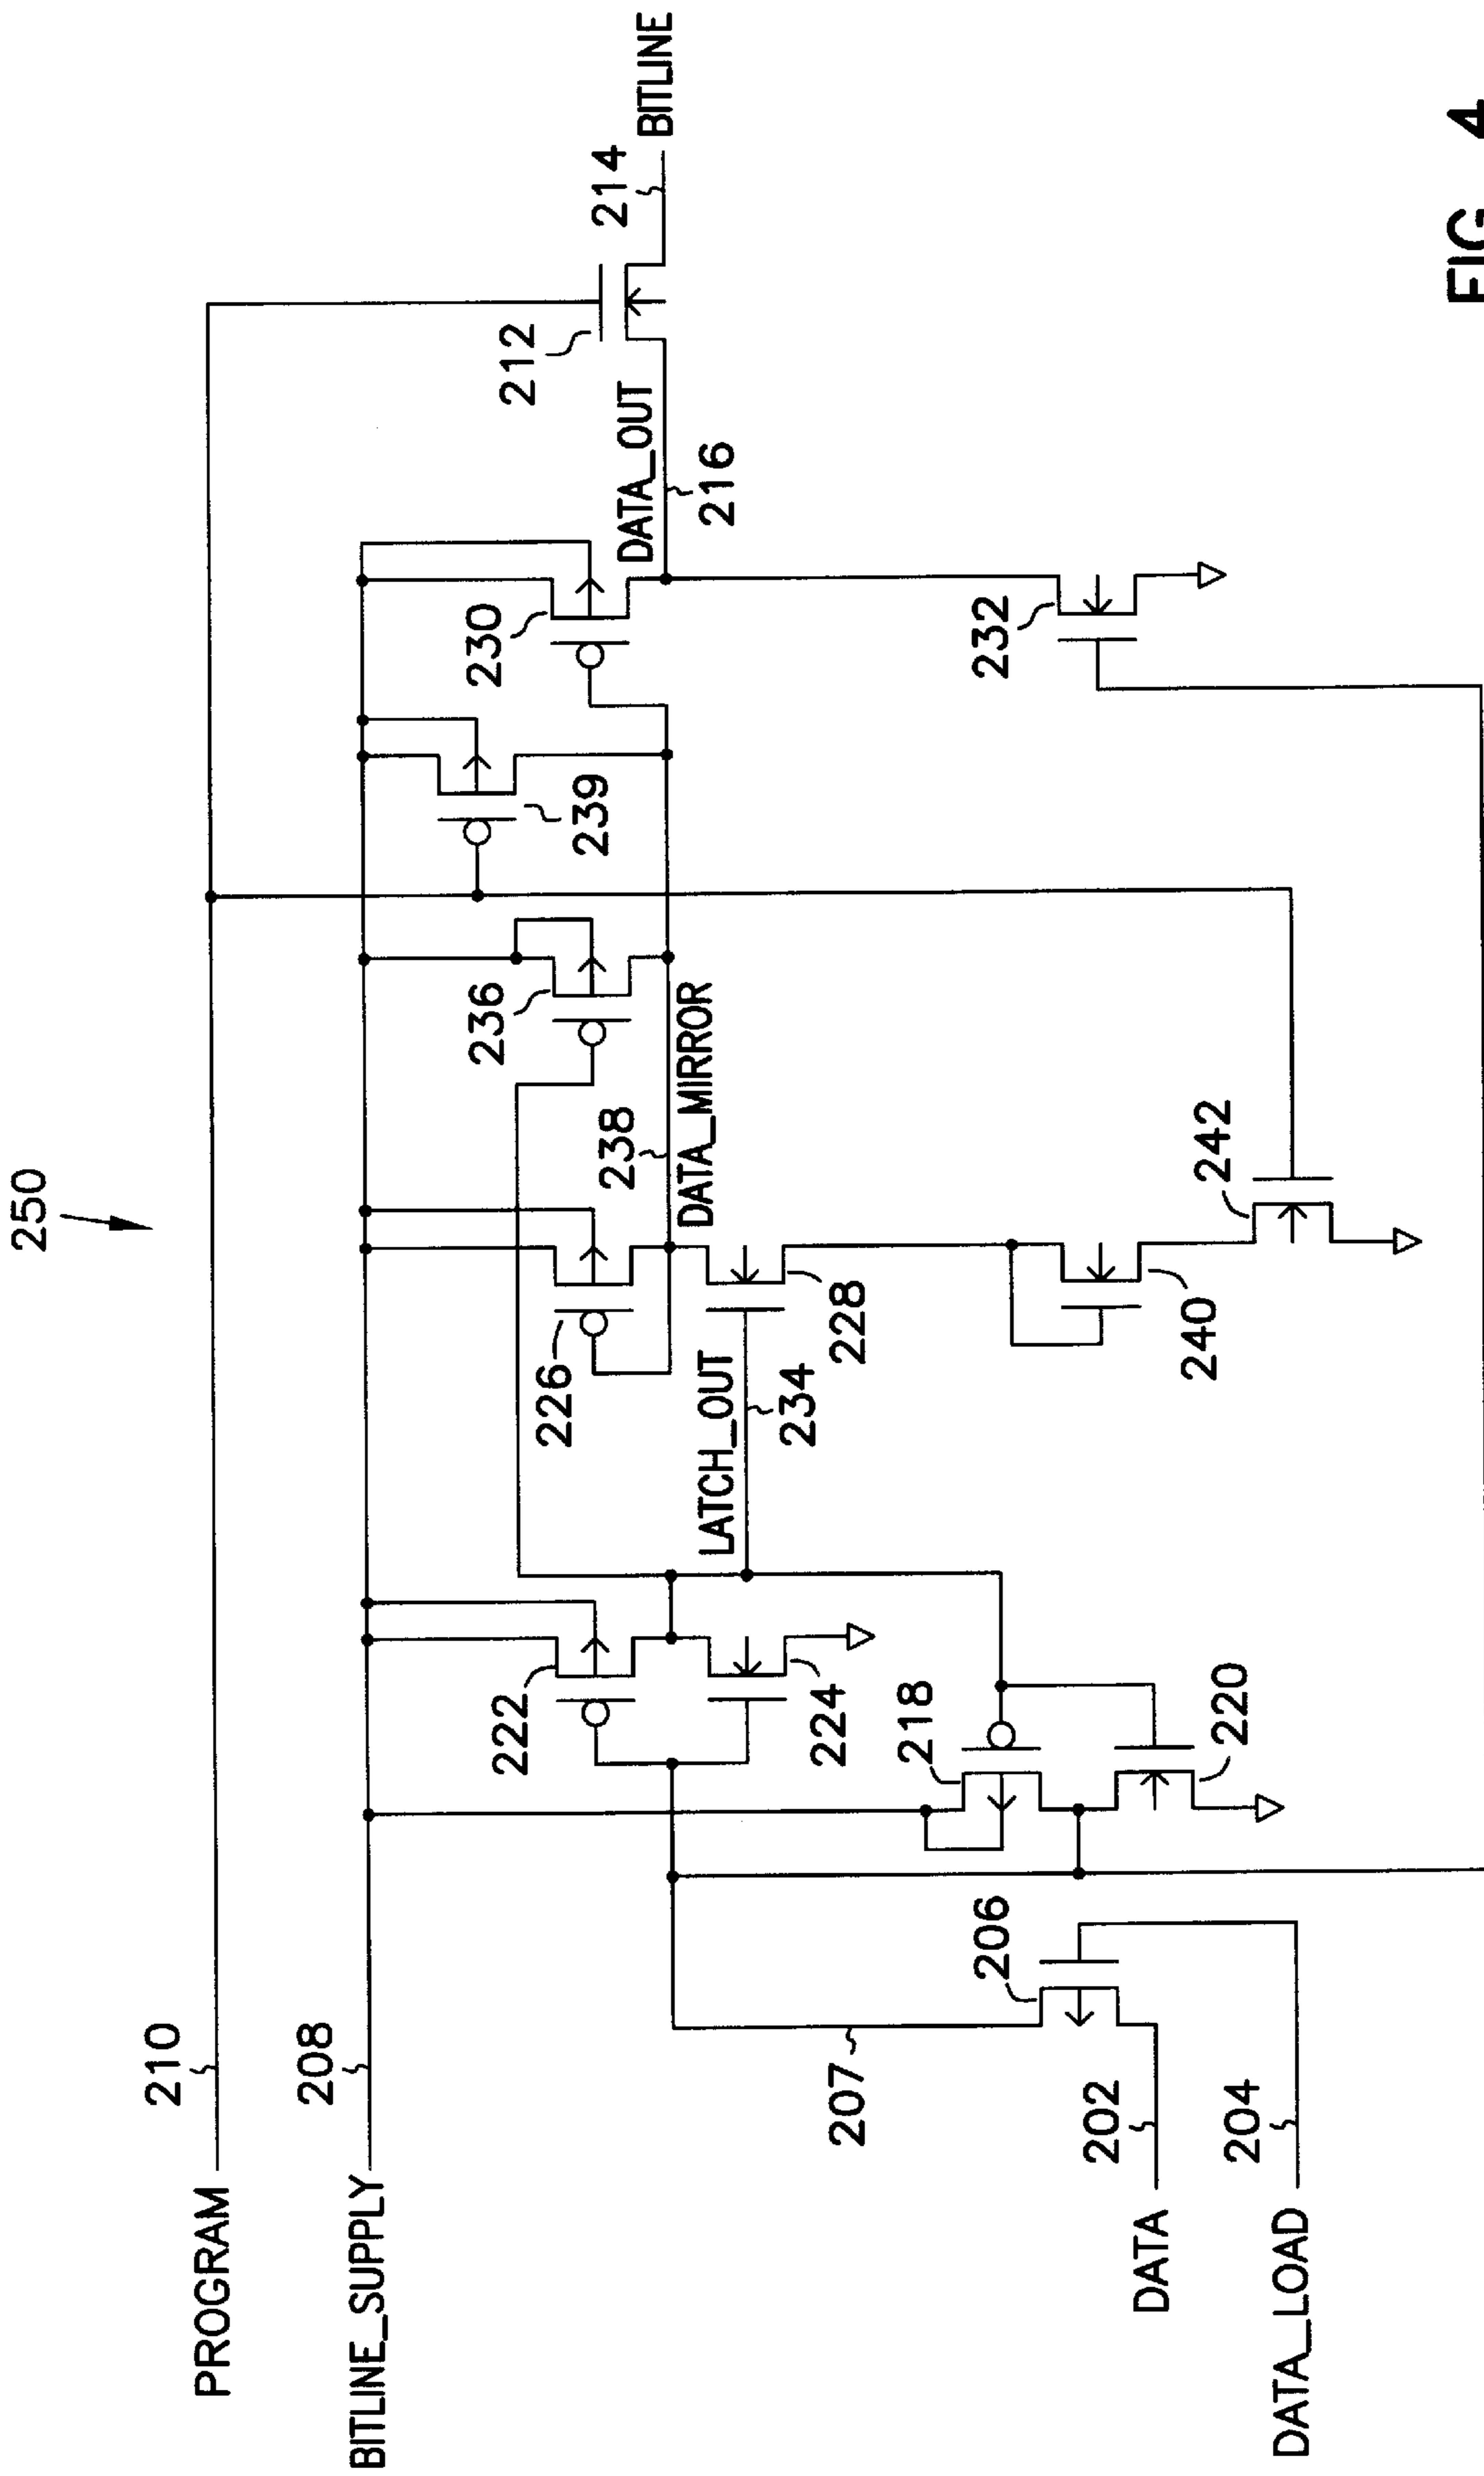 250
PROGRAM
210
BITLINE_SUPPLY
208
222
224
LATCH_OUT
234
226
228
238
DATA_MIRROR
236
239
230
DATA_OUT
216
212
214
BITLINE
232
218
220
240
242
206
207
DATA
202
DATA_LOAD
204
FIG. 4